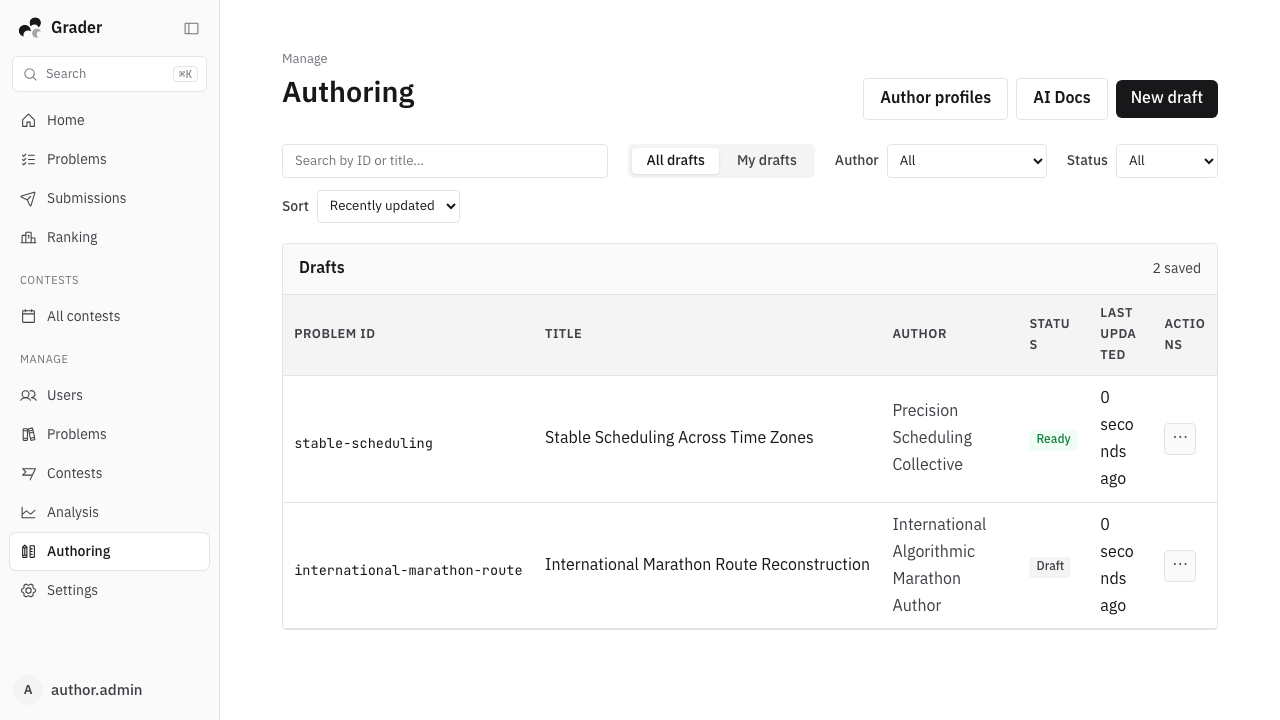 Grader
Search ⌘K
Home
Problems
Submissions
Ranking
CONTESTS
All contests
MANAGE
Users
Problems
Contests
Analysis
Authoring
Settings
A author.admin
Manage
Authoring
Author profiles
AI Docs
New draft
Search by ID or title...
All drafts
My drafts
Author All
Status All
Sort Recently updated
Drafts
2 saved
PROBLEM ID
TITLE
AUTHOR
STATU
S
LAST
UPDA
TED
ACTIO
NS
stable-scheduling
Stable Scheduling Across Time Zones
Precision
Scheduling
Collective
Ready
0
seco
nds
ago
...
international-marathon-route
International Marathon Route Reconstruction
International
Algorithmic
Marathon
Author
Draft
0
seco
nds
ago
...